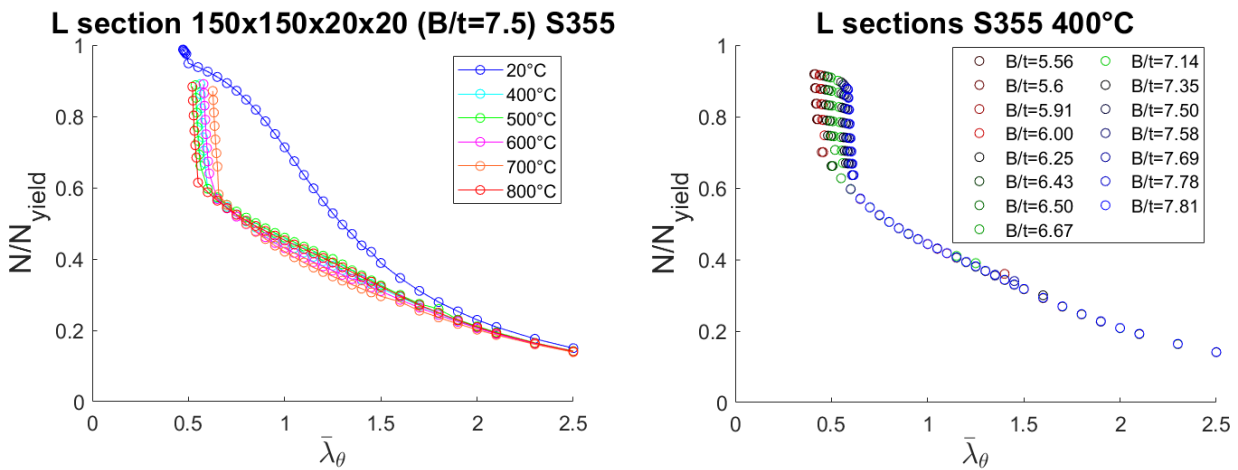 L section 150x150x20x20 (B/t=7.5) S355
N/N_yield
1
0.8
0.6
0.4
0.2
0
0
0.5
1
1.5
2
2.5
λ̄_θ
20°C
400°C
500°C
600°C
700°C
800°C
L sections S355 400°C
N/N_yield
1
0.8
0.6
0.4
0.2
0
0
0.5
1
1.5
2
2.5
λ̄_θ
B/t=5.56
B/t=5.6
B/t=5.91
B/t=6.00
B/t=6.25
B/t=6.43
B/t=6.50
B/t=6.67
B/t=7.14
B/t=7.35
B/t=7.50
B/t=7.58
B/t=7.69
B/t=7.78
B/t=7.81